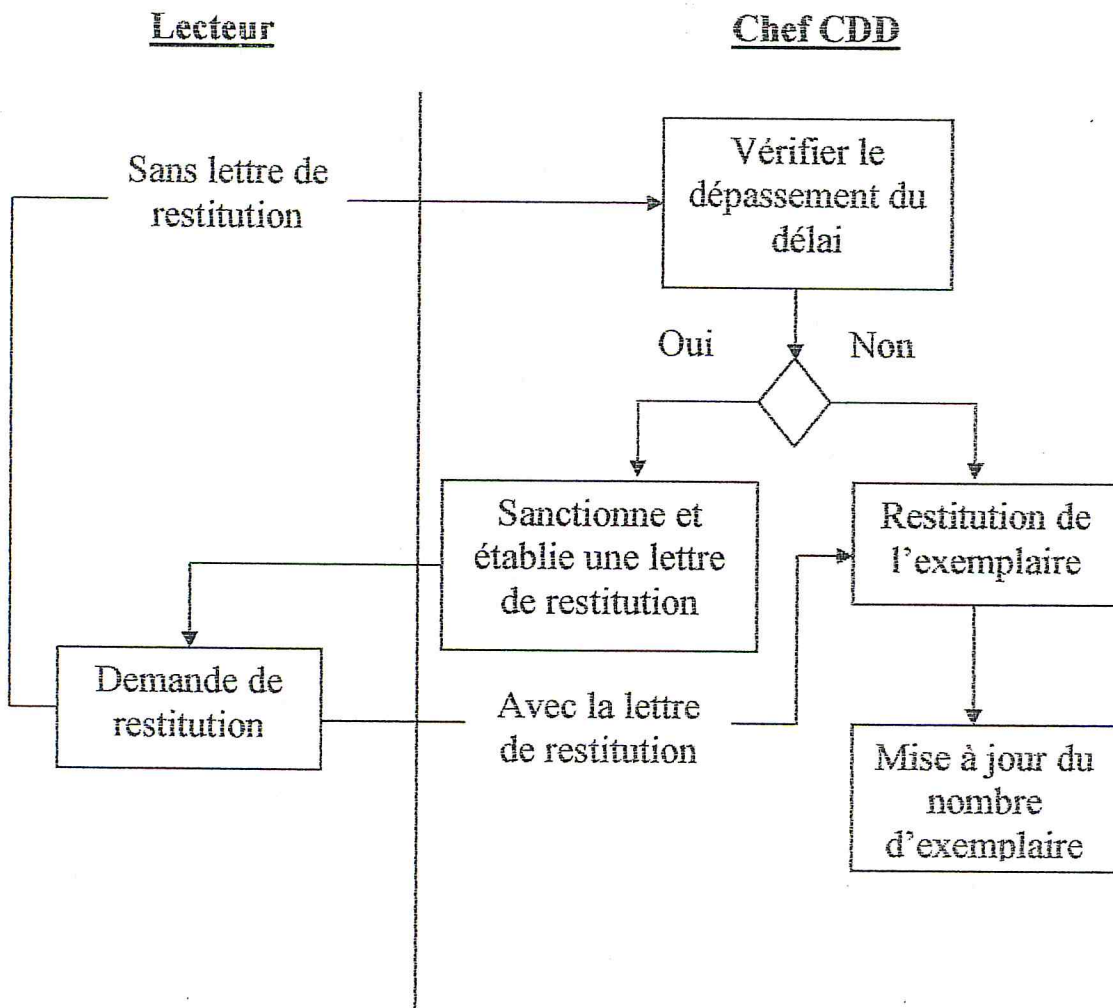 Lecteur
Chef CDD
Sans lettre de
restitution
Vérifier le
dépassement du
délai
Oui
Non
Sanctionne et
établie une lettre
de restitution
Restitution de
l'exemplaire
Demande de
restitution
Avec la lettre
de restitution
Mise à jour du
nombre
d'exemplaire